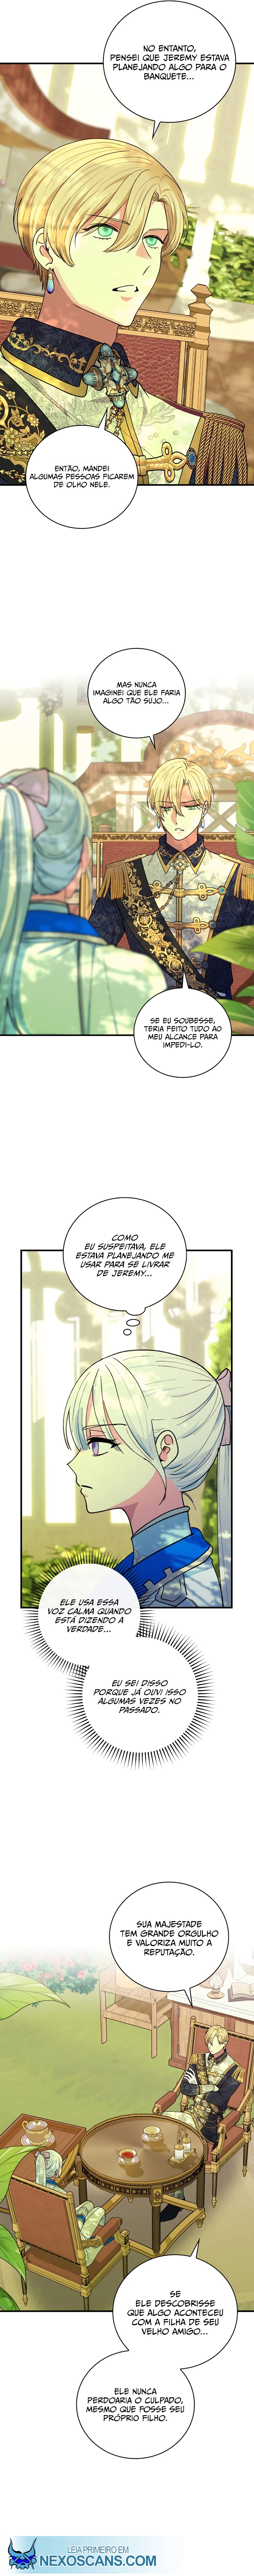 NO ENTANTO,
PENSEI QUE JEREMY ESTAVA
PLANEJANDO ALGO PARA O
BANQUETE...
ENTÃO, MANDEI
ALGUMAS PESSOAS FICAREM
DE OLHO NELE.
MAS NUNCA
IMAGINEI QUE ELE FARIA
ALGO TÃO SUJO...
SE EU SOUBESSE,
TERIA FEITO TUDO AO
MEU ALCANCE PARA
IMPEDI-LO.
COMO
EU SUSPEITAVA, ELE
ESTAVA PLANEJANDO ME
USAR PARA SE LIVRAR
DE JEREMY...
ELE USA ESSA
VOZ CALMA QUANDO
ESTÁ DIZENDO A
VERDADE...
EU SEI DISSO
PORQUE JÁ OUVI ISSO
ALGUMAS VEZES NO
PASSADO.
SUA MAJESTADE
TEM GRANDE ORGULHO
E VALORIZA MUITO A
REPUTAÇÃO.
SE
ELE DESCOBRISSE
QUE ALGO ACONTECEU
COM A FILHA DE SEU
VELHO AMIGO...
ELE NUNCA
PERDOARIA O CULPADO,
MESMO QUE FOSSE SEU
PRÓPRIO FILHO.
LEIA PRIMEIRO EM
NEXOSCANS.COM